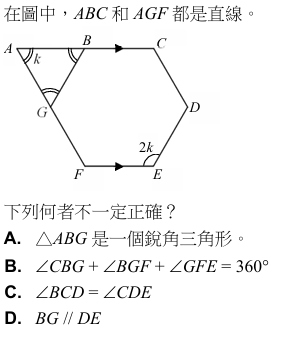 在圖中，ABC 和 AGF 都是直線。
A
B
C
k
G
D
2k
F
E
下列何者不一定正確？
A. △ABG 是一個銳角三角形。
B. ∠CBG + ∠BGF + ∠GFE = 360°
C. ∠BCD = ∠CDE
D. BG // DE